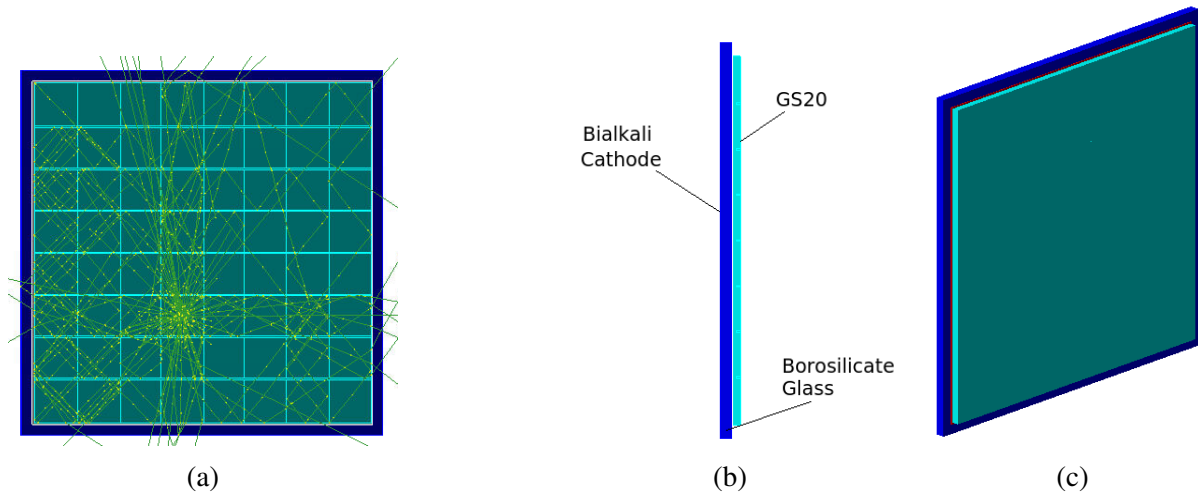 GS20
Bialkali
Cathode
Borosilicate
Glass
(a)
(b)
(c)